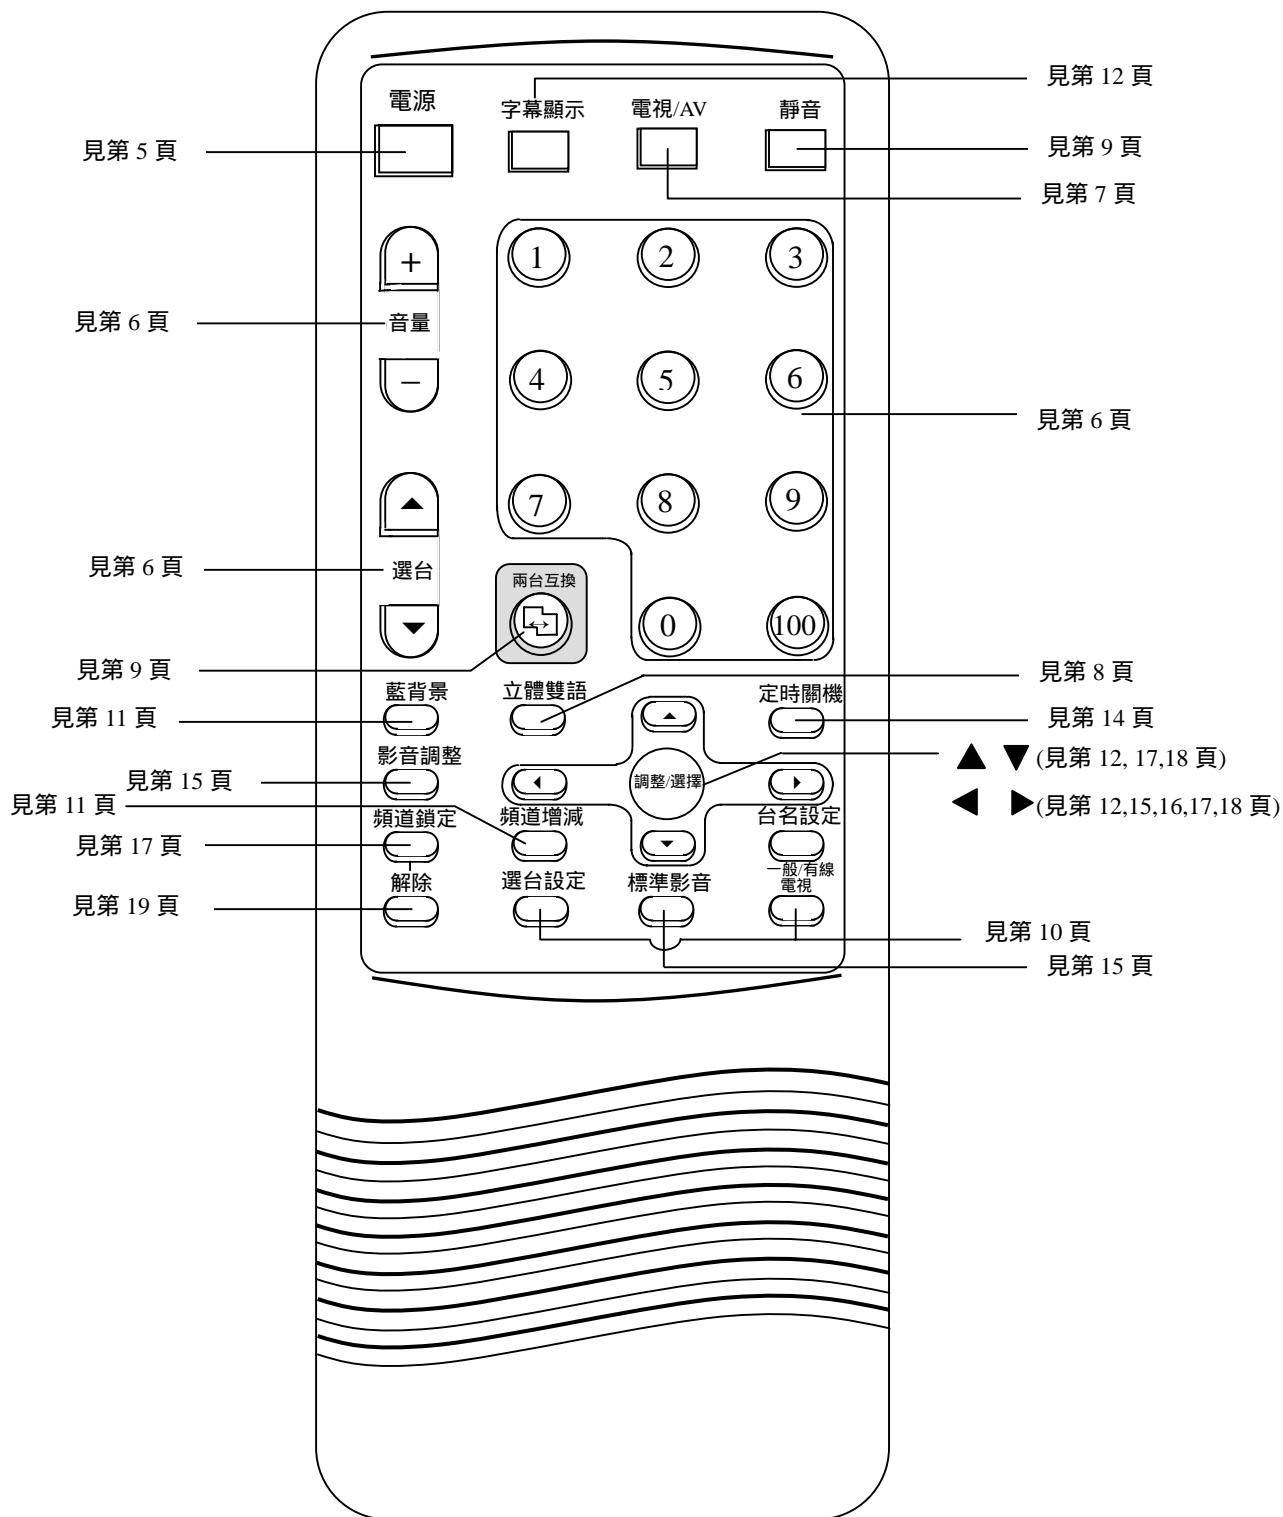 見第 12 頁
電源
字幕顯示
電視/AV
靜音
見第 5 頁
見第 9 頁
見第 7 頁
+
1
2
3
見第 6 頁
音量
−
4
5
6
見第 6 頁
▲
7
8
9
見第 6 頁
選台
兩台互換
▼
↔
0
100
見第 9 頁
見第 8 頁
藍背景
立體雙語
定時關機
見第 11 頁
▲
見第 14 頁
影音調整
▲ ▼ (見第 12, 17,18 頁)
見第 15 頁
◀
調整/選擇
▶
◀ ▶ (見第 12,15,16,17,18 頁)
見第 11 頁
頻道鎖定
頻道增減
台名設定
見第 17 頁
▼
一般/有線
電視
解除
選台設定
標準影音
見第 19 頁
見第 10 頁
見第 15 頁